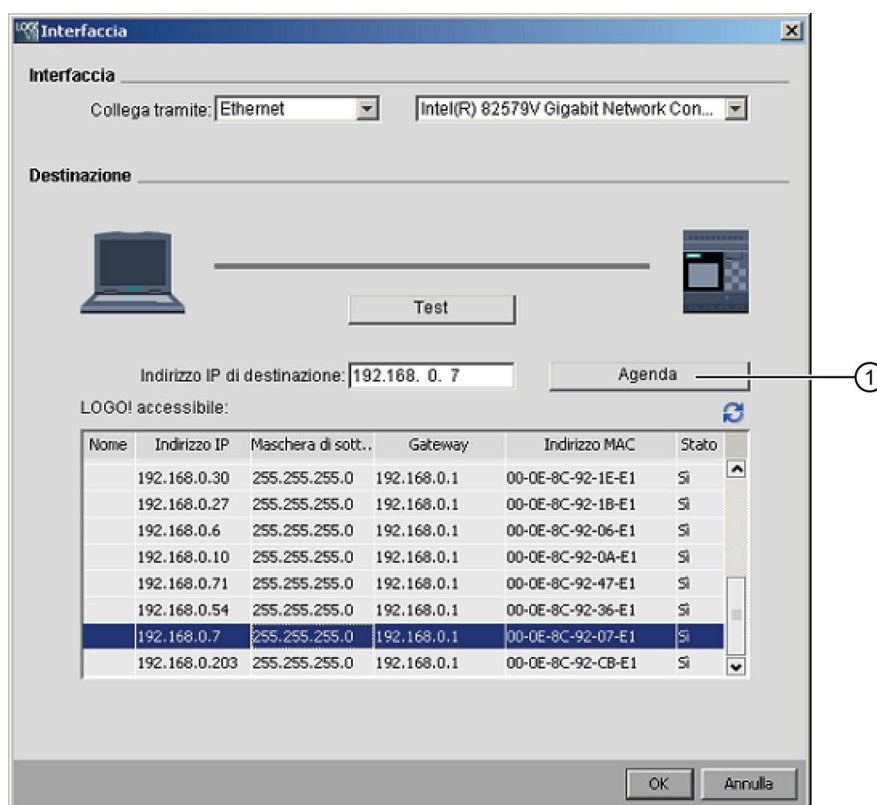 Interfaccia
Interfaccia
Collega tramite: Ethernet Intel(R) 82579V Gigabit Network Con...
Destinazione
Test
Indirizzo IP di destinazione: 192.168. 0. 7 Agenda 1
LOGO! accessibile:
Nome Indirizzo IP Maschera di sott.. Gateway Indirizzo MAC Stato
192.168.0.30 255.255.255.0 192.168.0.1 00-0E-8C-92-1E-E1 Sì
192.168.0.27 255.255.255.0 192.168.0.1 00-0E-8C-92-1B-E1 Sì
192.168.0.6 255.255.255.0 192.168.0.1 00-0E-8C-92-06-E1 Sì
192.168.0.10 255.255.255.0 192.168.0.1 00-0E-8C-92-0A-E1 Sì
192.168.0.71 255.255.255.0 192.168.0.1 00-0E-8C-92-47-E1 Sì
192.168.0.54 255.255.255.0 192.168.0.1 00-0E-8C-92-36-E1 Sì
192.168.0.7 255.255.255.0 192.168.0.1 00-0E-8C-92-07-E1 Sì
192.168.0.203 255.255.255.0 192.168.0.1 00-0E-8C-92-CB-E1 Sì
OK Annulla